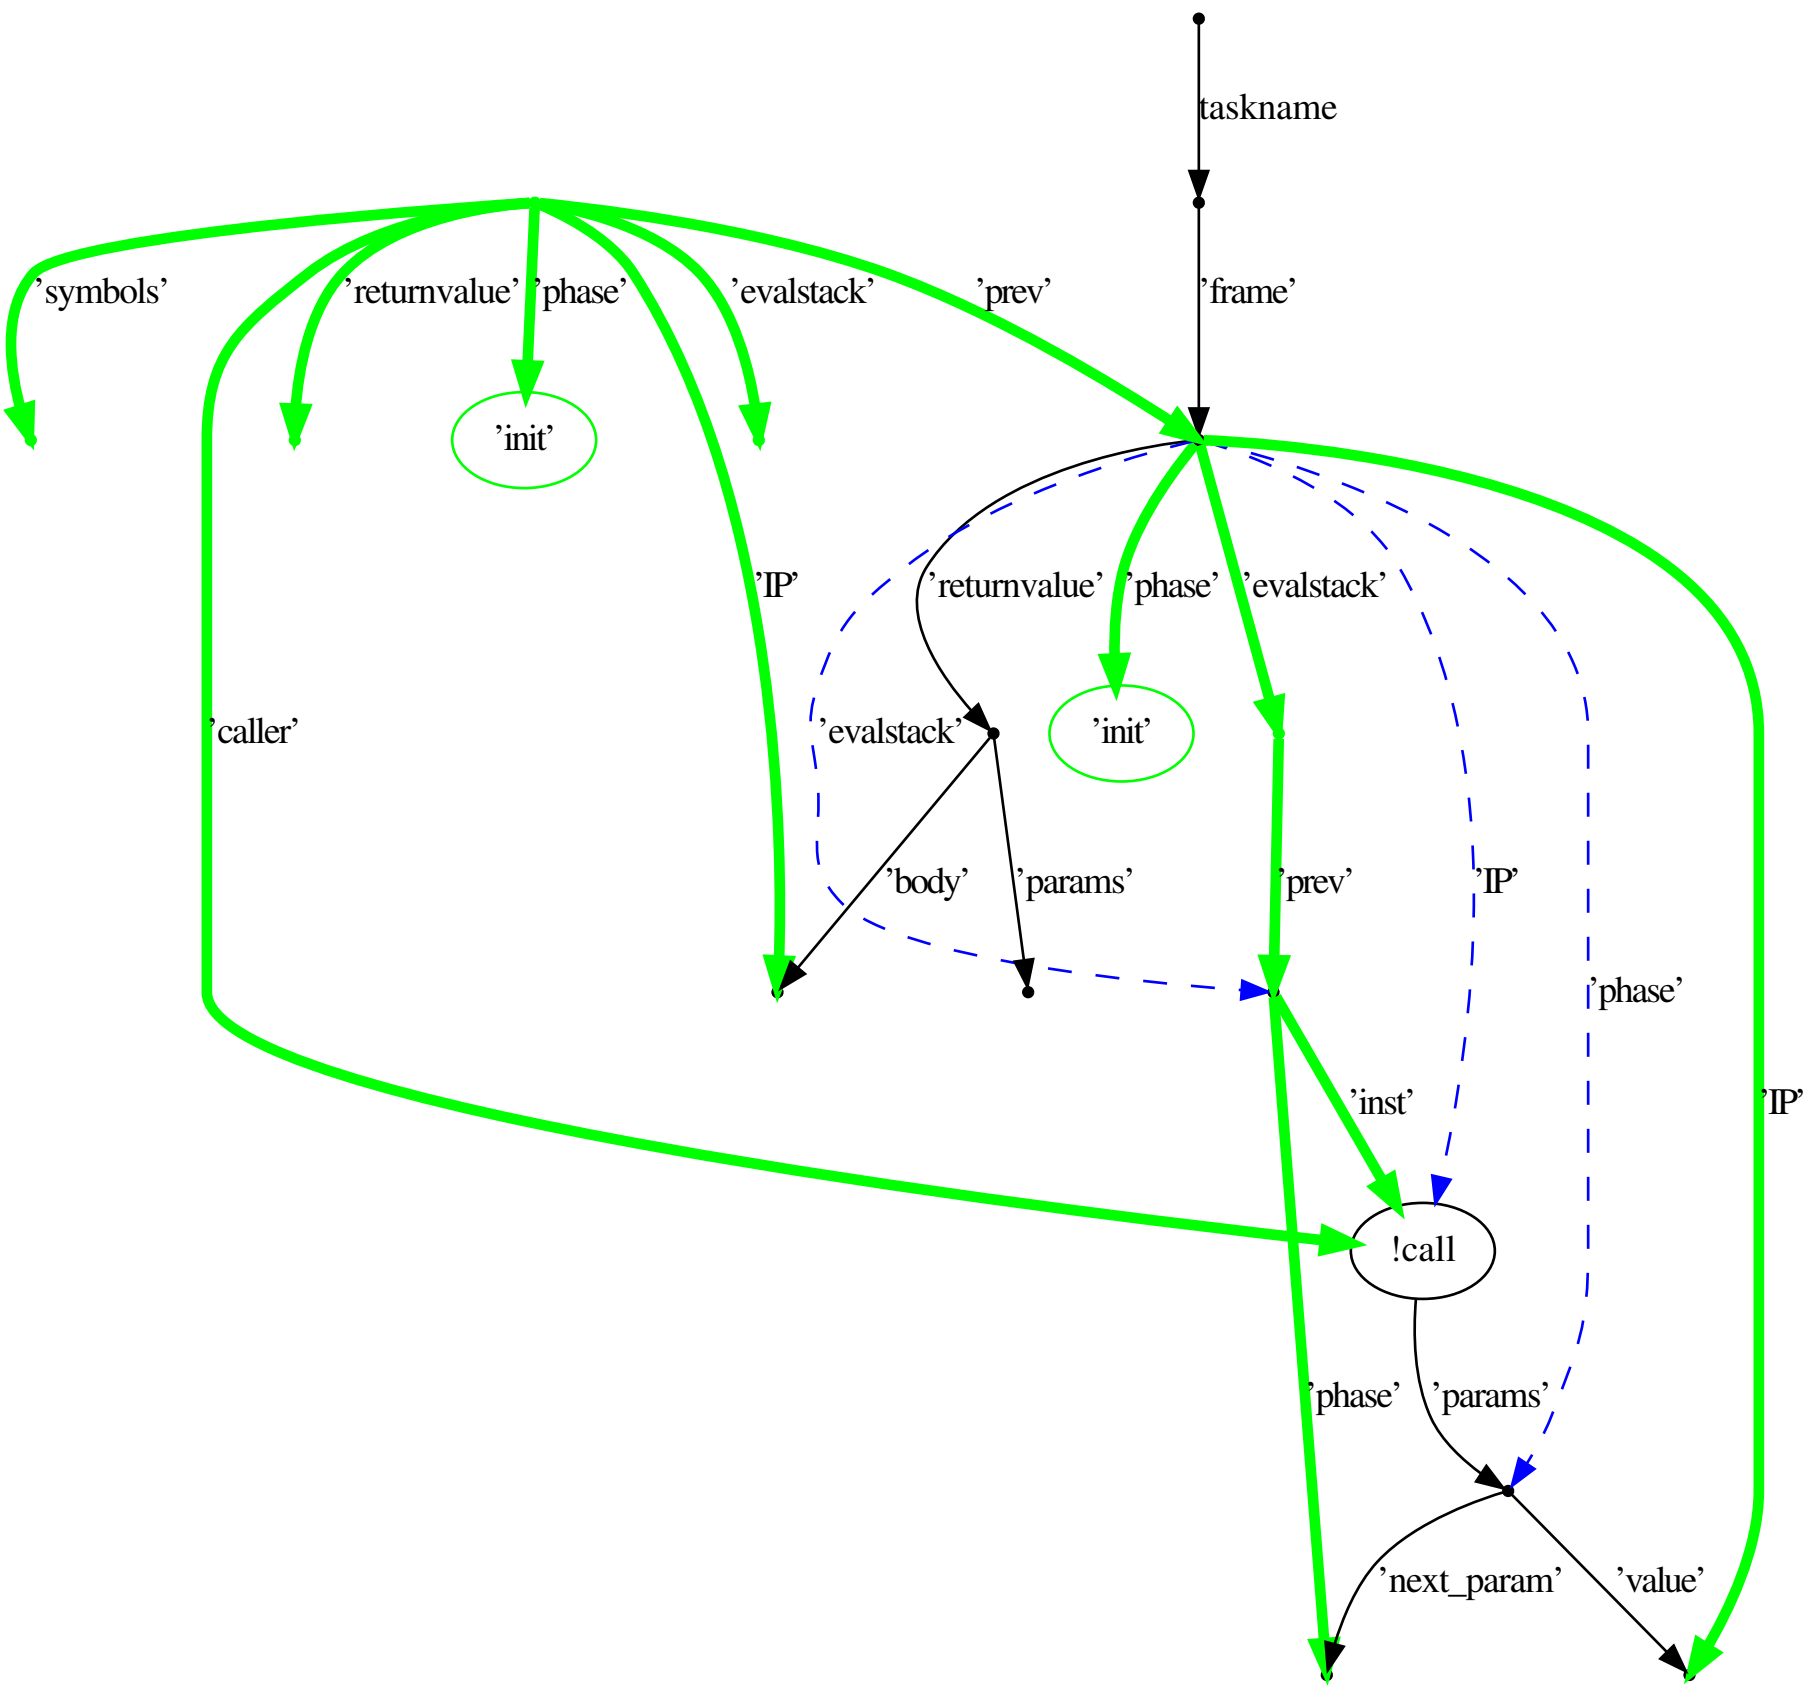 taskname
’symbols’
’returnvalue’
’phase’
’evalstack’
’prev’
’frame’
’init’
’IP’
’returnvalue’
’phase’
’evalstack’
’caller’
’evalstack’
’init’
’body’
’params’
’prev’
’IP’
’phase’
’inst’
’IP’
!call
’phase’
’params’
’next_param’
’value’